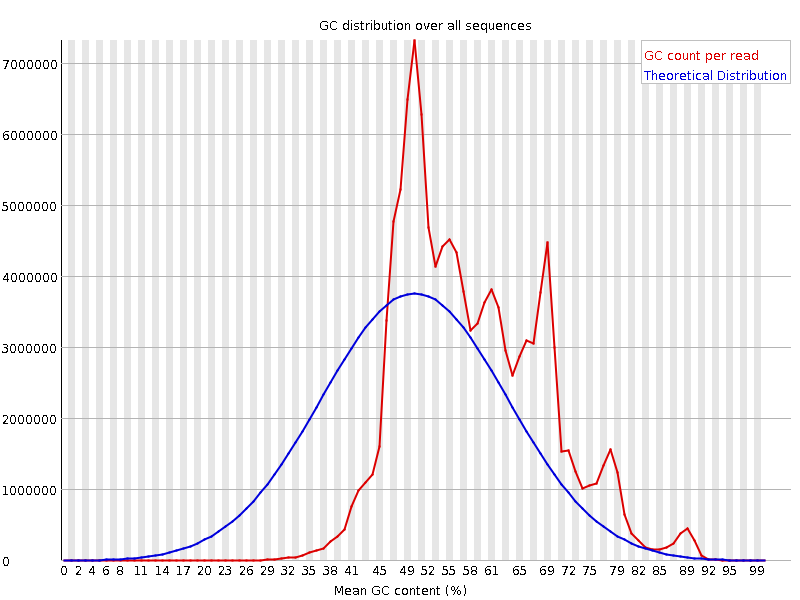 GC distribution over all sequences
GC count per read
Theoretical Distribution
7000000
6000000
5000000
4000000
3000000
2000000
1000000
0
0 2 4 6 8 11 14 17 20 23 26 29 32 35 38 41 45 49 52 55 58 61 65 69 72 75 79 82 85 89 92 95 99
Mean GC content (%)